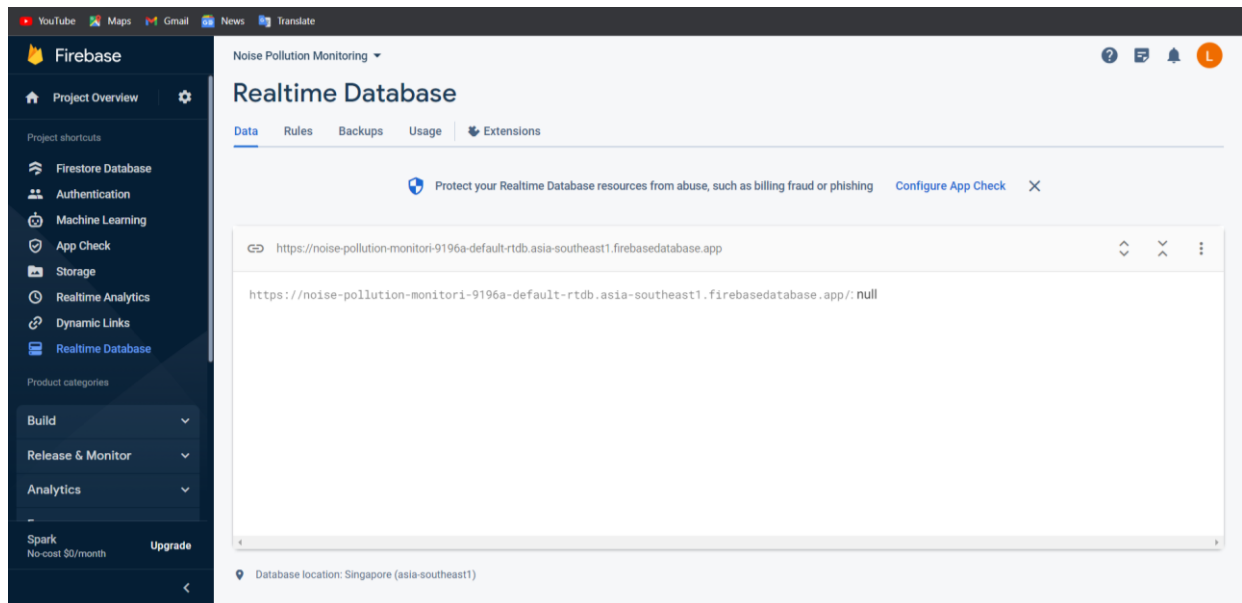 YouTube Maps Gmail News Translate
Firebase
Project Overview
Project shortcuts
Firestore Database
Authentication
Machine Learning
App Check
Storage
Realtime Analytics
Dynamic Links
Realtime Database
Product categories
Build
Release & Monitor
Analytics
Spark
No-cost $0/month
Upgrade
Noise Pollution Monitoring
L
Realtime Database
Data Rules Backups Usage Extensions
Protect your Realtime Database resources from abuse, such as billing fraud or phishing Configure App Check
https://noise-pollution-monitori-9196a-default-rtdb.asia-southeast1.firebasedatabase.app
https://noise-pollution-monitori-9196a-default-rtdb.asia-southeast1.firebasedatabase.app/: null
Database location: Singapore (asia-southeast1)